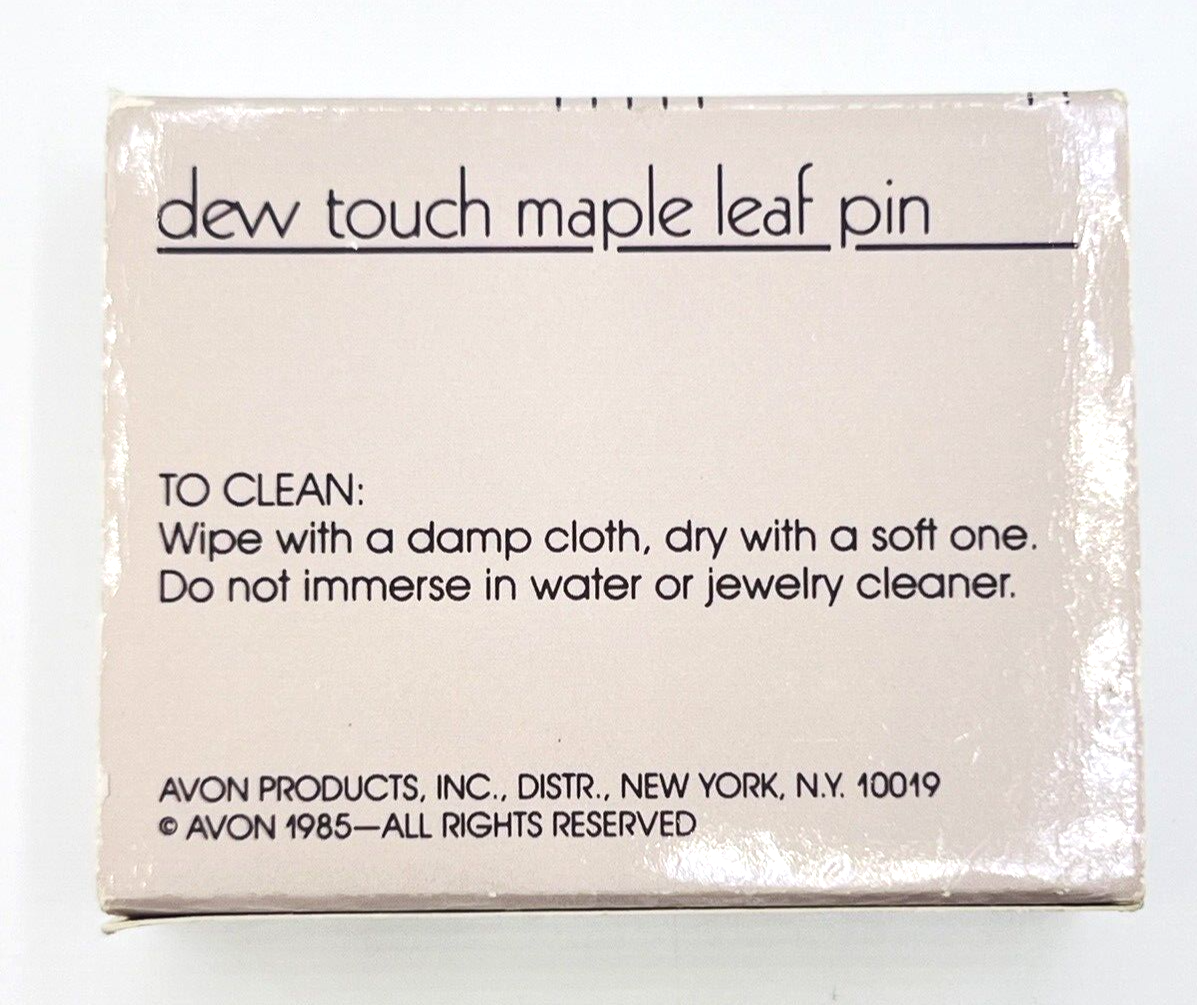 dew touch maple leaf pin
TO CLEAN:
Wipe with a damp cloth, dry with a soft one.
Do not immerse in water or jewelry cleaner.
AVON PRODUCTS, INC., DISTR., NEW YORK, N.Y. 10019
© AVON 1985—ALL RIGHTS RESERVED